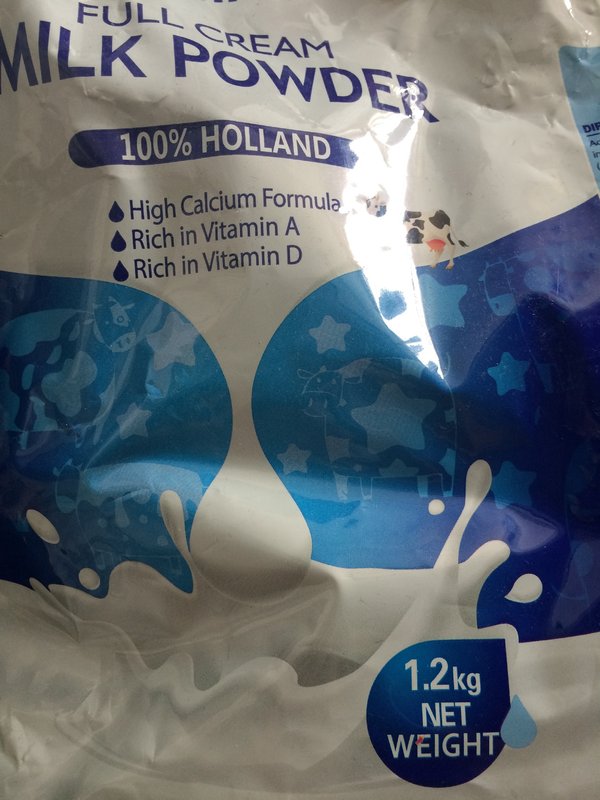 FULL CREAM
MILK POWDER
100% HOLLAND
High Calcium Formula
Rich in Vitamin A
Rich in Vitamin D
1.2kg
NET
WEIGHT